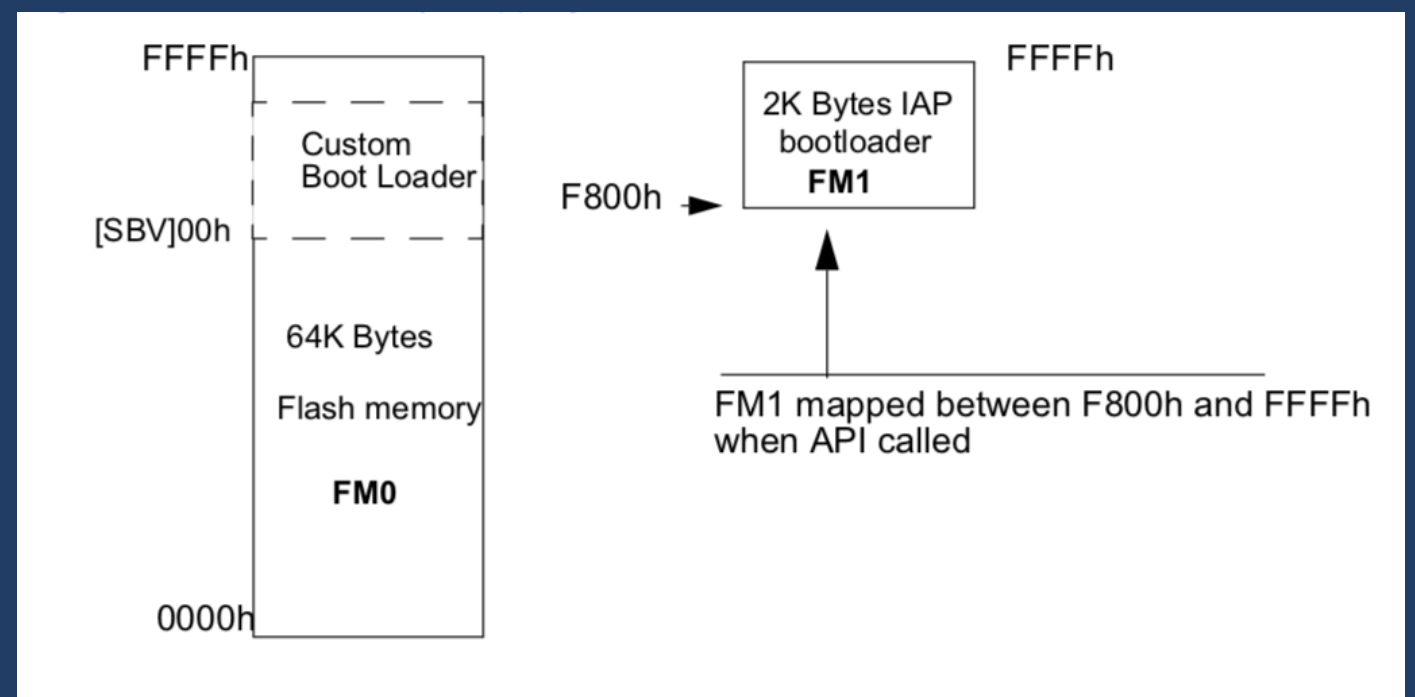 FFFFh
Custom
Boot Loader
[SBV]00h
64K Bytes
Flash memory
FM0
0000h
FFFFh
2K Bytes IAP
bootloader
FM1
F800h
FM1 mapped between F800h and FFFFh
when API called